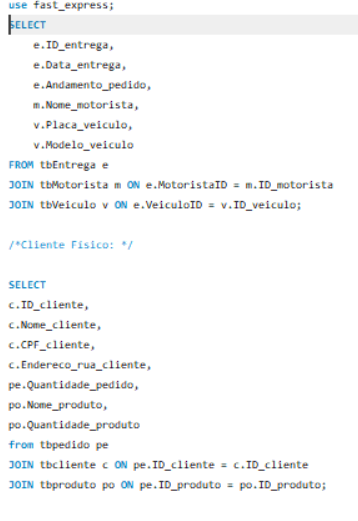 use fast_express;
SELECT
e.ID_entrega,
e.Data_entrega,
e.Andamento_pedido,
m.Nome_motorista,
v.Placa_veiculo,
v.Modelo_veiculo
FROM tbEntrega e
JOIN tbMotorista m ON e.MotoristaID = m.ID_motorista
JOIN tbVeiculo v ON e.VeiculoID = v.ID_veiculo;
/*Cliente Físico: */
SELECT
c.ID_cliente,
c.Nome_cliente,
c.CPF_cliente,
c.Endereco_rua_cliente,
pe.Quantidade_pedido,
po.Nome_produto,
po.Quantidade_produto
from tbpedido pe
JOIN tbcliente c ON pe.ID_cliente = c.ID_cliente
JOIN tbproduto po ON pe.ID_produto = po.ID_produto;